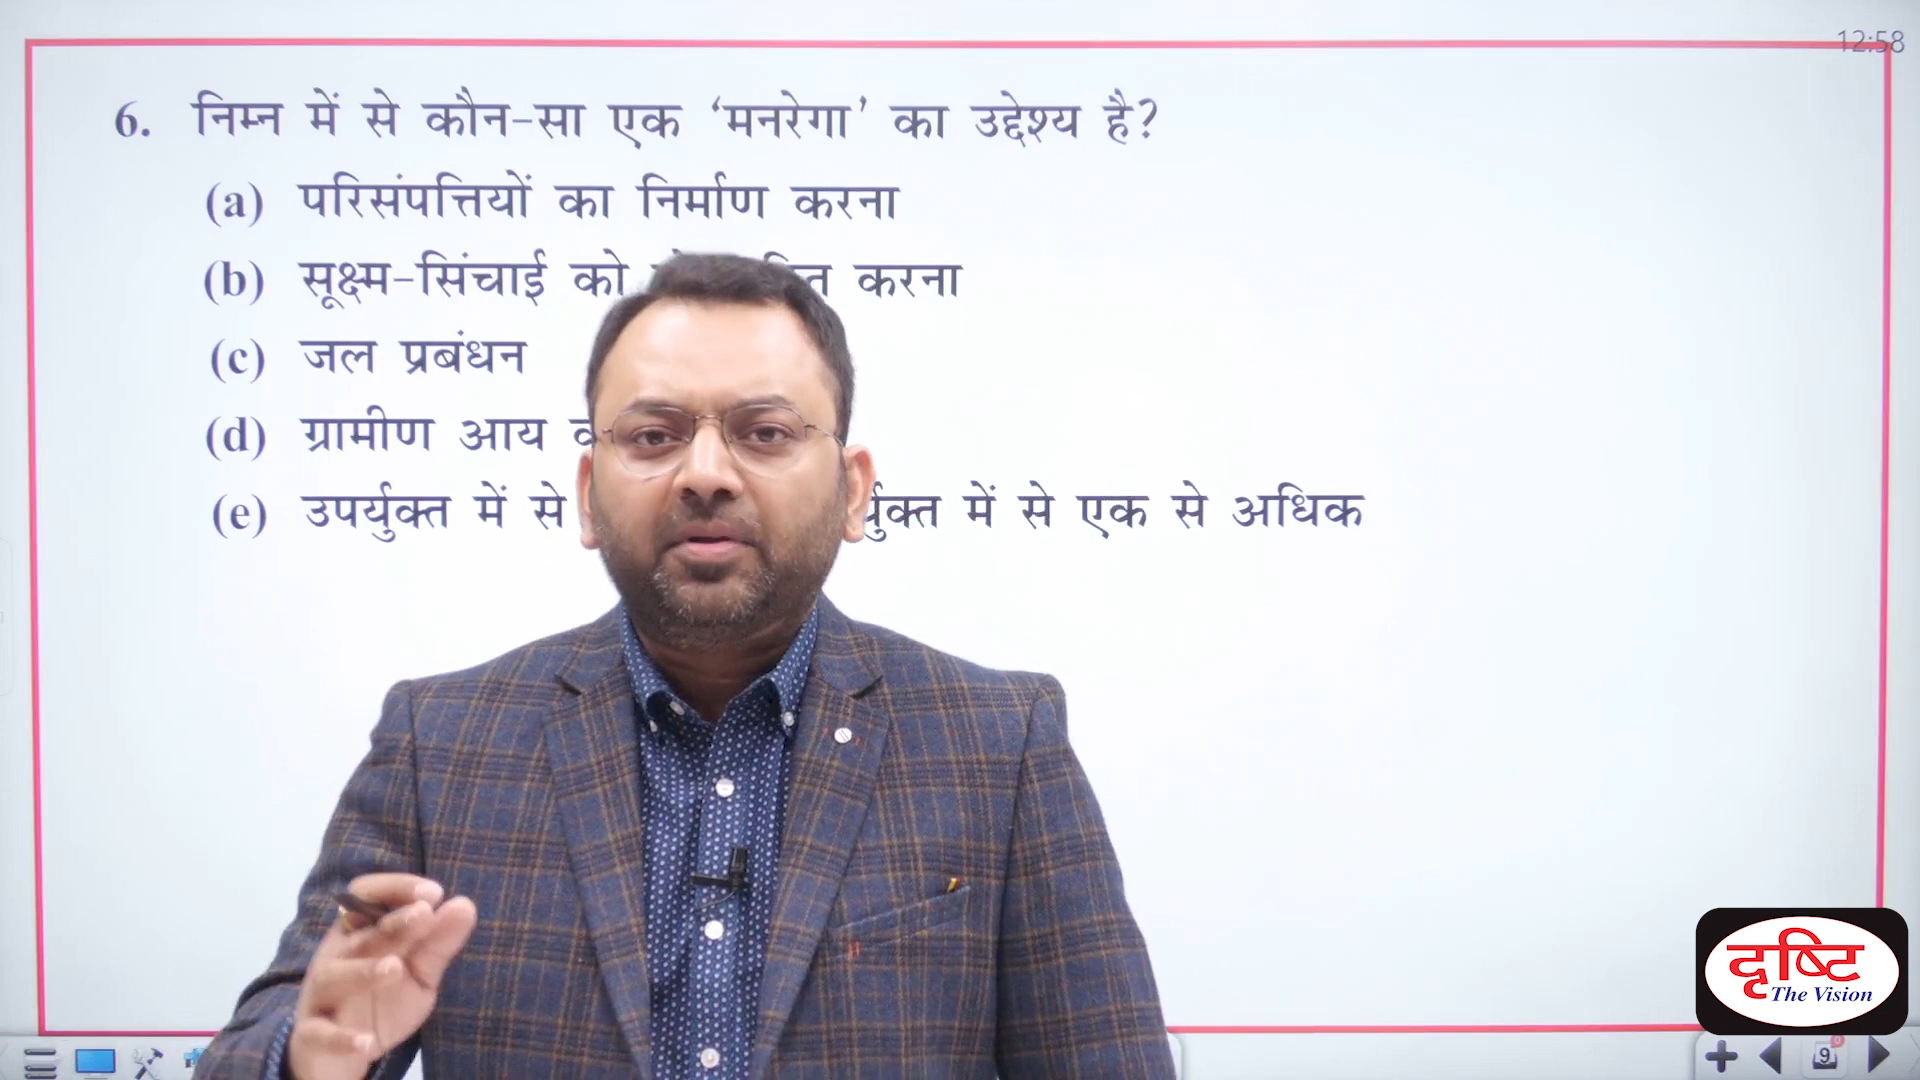 12:58
6. निम्न में से कौन-सा एक ‘मनरेगा’ का उद्देश्य है?
(a) परिसंपत्तियों का निर्माण करना
(b) सूक्ष्म-सिंचाई को करना
(c) जल प्रबंधन
(d) ग्रामीण आय
(e) उपर्युक्त में से में से एक से अधिक
दृष्टि
The Vision
9